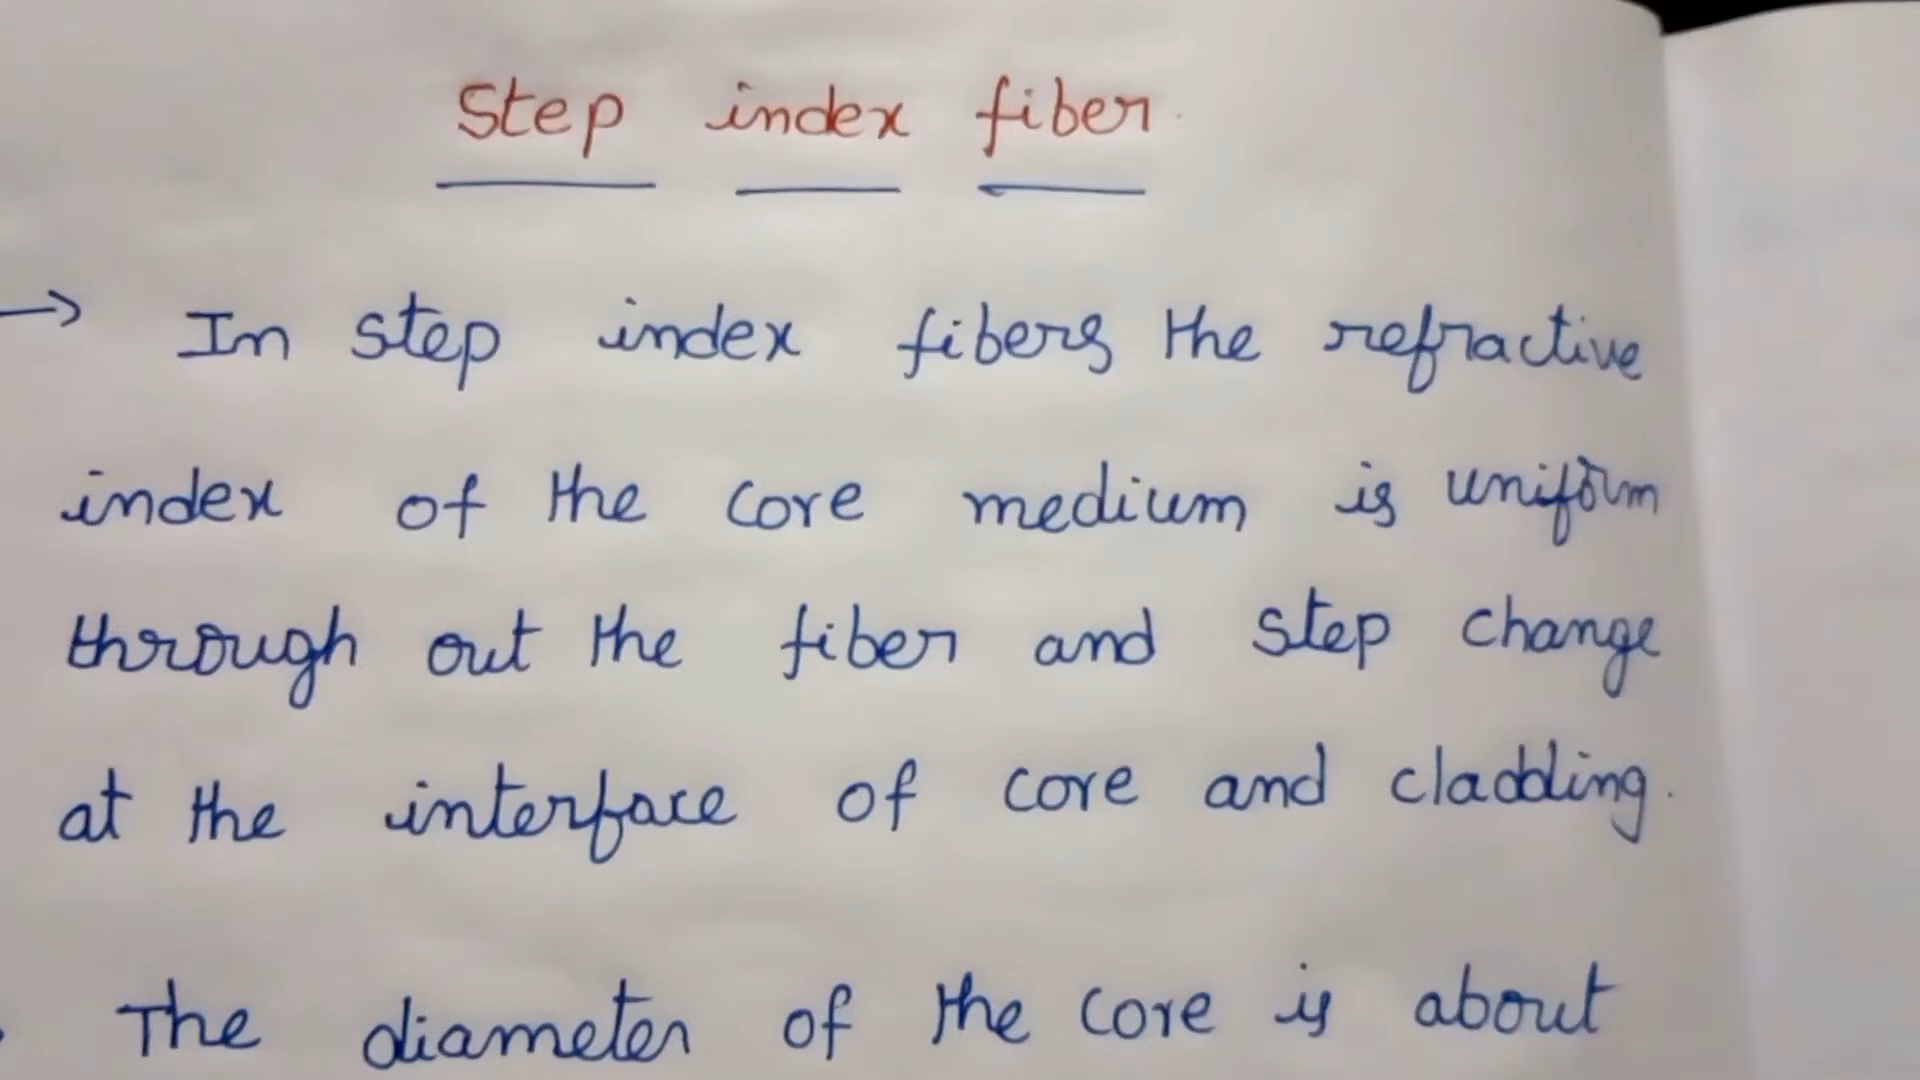 Step index fiber
→ In step index fibers the refractive
index of the core medium is uniform
through out the fiber and step change
at the interface of core and cladding.
The diameter of the core is about